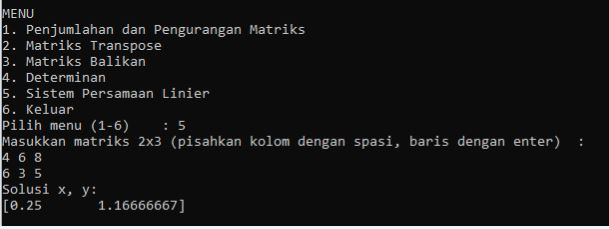 MENU
1. Penjumlahan dan Pengurangan Matriks
2. Matriks Transpose
3. Matriks Balikan
4. Determinan
5. Sistem Persamaan Linier
6. Keluar
Pilih menu (1-6)    : 5
Masukkan matriks 2x3 (pisahkan kolom dengan spasi, baris dengan enter)  :
4 6 8
6 3 5
Solusi x, y:
[0.25       1.16666667]